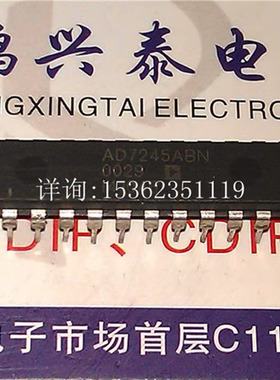 鸿兴泰电
NGXINGTAI ELECTRO
AD7245ABN
0029
详询:15362351119
DIP、CDIP
电子市场首层C11